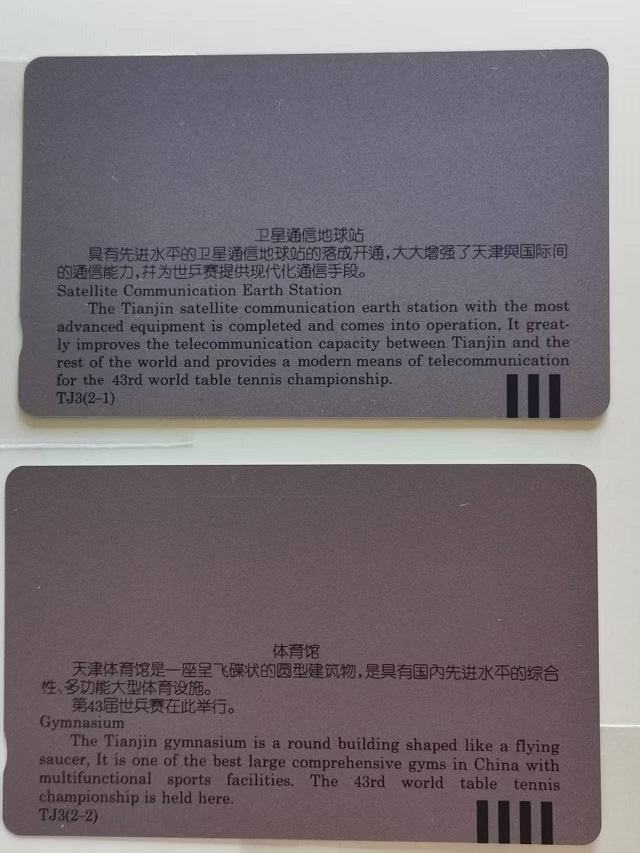 卫星通信地球站
具有先进水平的卫星通信地球站的落成开通,大大增强了天津與国际间
的通信能力,幷为世乒赛提供现代化通信手段。
Satellite Communication Earth Station
The Tianjin satellite communication earth station with the most
advanced equipment is completed and comes into operation, It great-
ly improves the telecommunication capacity between Tianjin and the
rest of the world and provides a modern means of telecommunication
for the 43rd world table tennis championship.
TJ3(2-1)
体育馆
天津体育馆是一座呈飞碟状的圆型建筑物,是具有国内先进水平的综合
性、多功能大型体育设施。
第43届世兵赛在此举行。
Gymnasium
The Tianjin gymnasium is a round building shaped like a flying
saucer, It is one of the best large comprehensive gyms in China with
multifunctional sports facilities. The 43rd world table tennis
championship is held here.
TJ3(2-2)